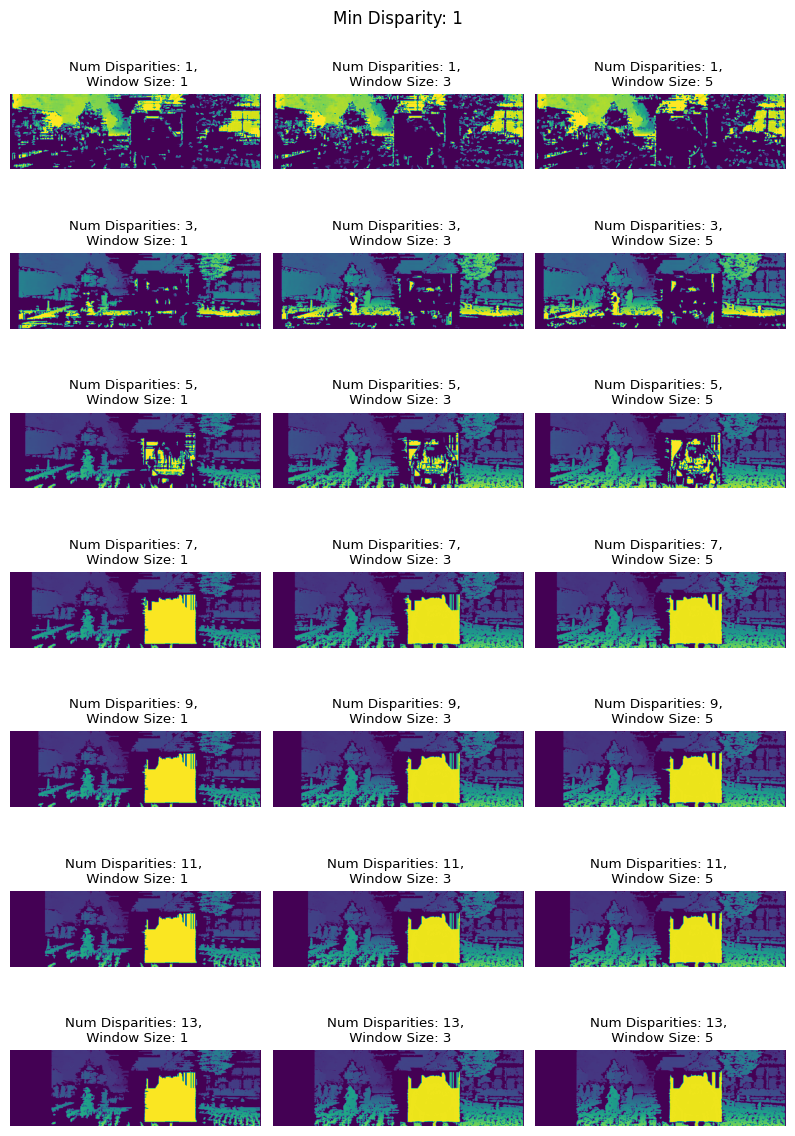 Min Disparity: 1
Num Disparities: 1,
Window Size: 1
Num Disparities: 1,
Window Size: 3
Num Disparities: 1,
Window Size: 5
Num Disparities: 3,
Window Size: 1
Num Disparities: 3,
Window Size: 3
Num Disparities: 3,
Window Size: 5
Num Disparities: 5,
Window Size: 1
Num Disparities: 5,
Window Size: 3
Num Disparities: 5,
Window Size: 5
Num Disparities: 7,
Window Size: 1
Num Disparities: 7,
Window Size: 3
Num Disparities: 7,
Window Size: 5
Num Disparities: 9,
Window Size: 1
Num Disparities: 9,
Window Size: 3
Num Disparities: 9,
Window Size: 5
Num Disparities: 11,
Window Size: 1
Num Disparities: 11,
Window Size: 3
Num Disparities: 11,
Window Size: 5
Num Disparities: 13,
Window Size: 1
Num Disparities: 13,
Window Size: 3
Num Disparities: 13,
Window Size: 5